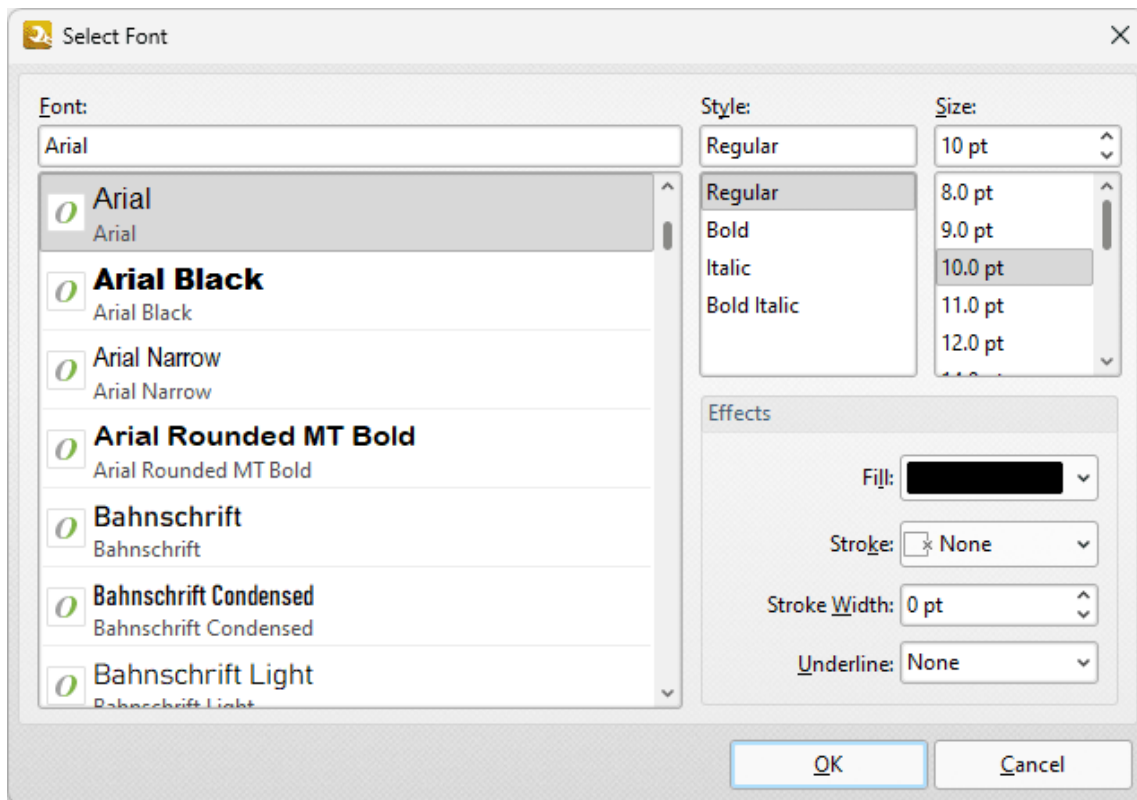 Select Font
Font:
Arial
Arial
Arial
Arial Black
Arial Black
Arial Narrow
Arial Narrow
Arial Rounded MT Bold
Arial Rounded MT Bold
Bahnschrift
Bahnschrift
Bahnschrift Condensed
Bahnschrift Condensed
Bahnschrift Light
Bahnschrift Light
Style:
Regular
Regular
Bold
Italic
Bold Italic
Size:
10 pt
8.0 pt
9.0 pt
10.0 pt
11.0 pt
12.0 pt
Effects
Fill:
Stroke: None
Stroke Width: 0 pt
Underline: None
OK
Cancel